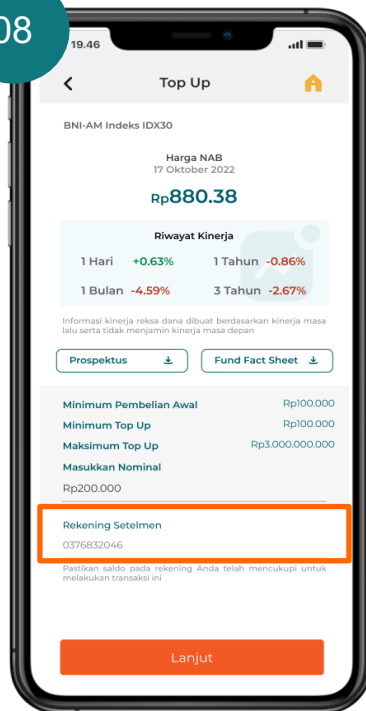 08
19.46
Top Up
BNI-AM Indeks IDX30
Harga NAB
17 Oktober 2022
Rp880.38
Riwayat Kinerja
1 Hari +0.63% 1 Tahun -0.86%
1 Bulan -4.59% 3 Tahun -2.67%
Informasi kinerja reksa dana dibuat berdasarkan kinerja masa
lalu serta tidak menjamin kinerja masa depan
Prospektus Fund Fact Sheet
Minimum Pembelian Awal Rp100.000
Minimum Top Up Rp100.000
Maksimum Top Up Rp3.000.000.000
Masukkan Nominal
Rp200.000
Rekening Setelmen
0376832046
Pastikan saldo pada rekening Anda telah mencukupi untuk
melakukan transaksi ini
Lanjut